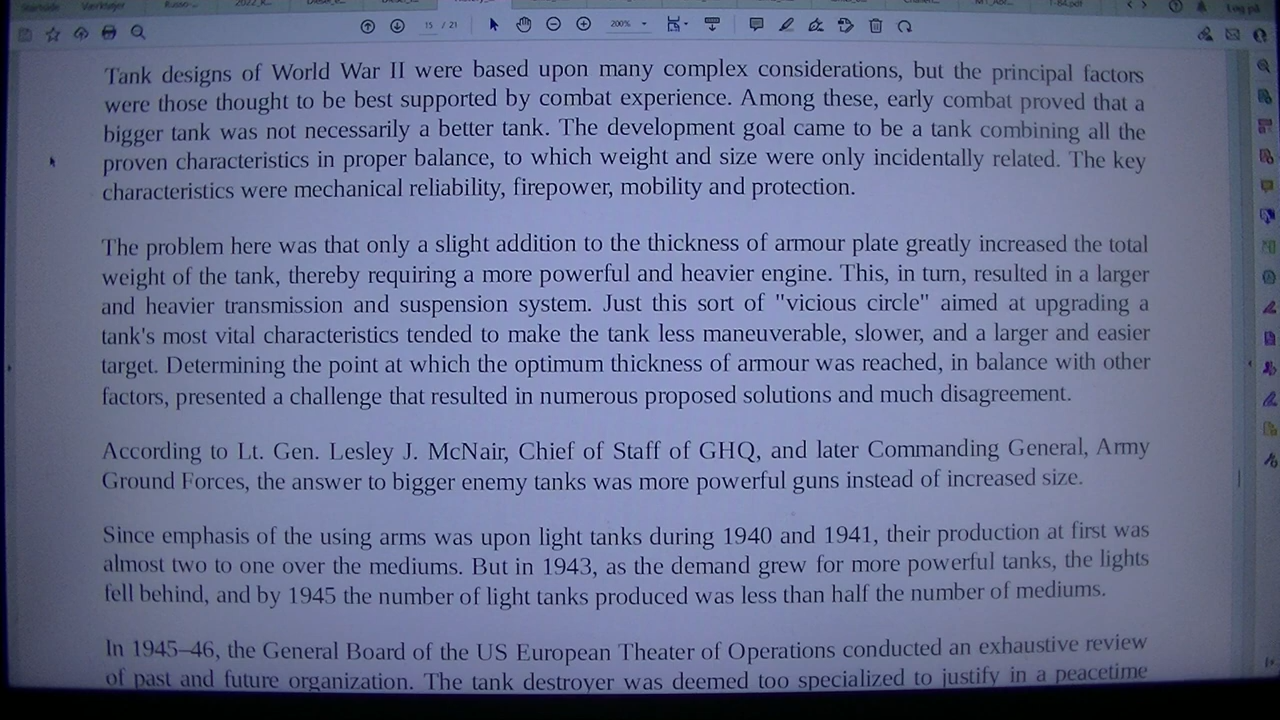 Startside Verktøjer Log på
15 / 21 200%
Tank designs of World War II were based upon many complex considerations, but the principal factors
were those thought to be best supported by combat experience. Among these, early combat proved that a
bigger tank was not necessarily a better tank. The development goal came to be a tank combining all the
proven characteristics in proper balance, to which weight and size were only incidentally related. The key
characteristics were mechanical reliability, firepower, mobility and protection.
The problem here was that only a slight addition to the thickness of armour plate greatly increased the total
weight of the tank, thereby requiring a more powerful and heavier engine. This, in turn, resulted in a larger
and heavier transmission and suspension system. Just this sort of "vicious circle" aimed at upgrading a
tank's most vital characteristics tended to make the tank less maneuverable, slower, and a larger and easier
target. Determining the point at which the optimum thickness of armour was reached, in balance with other
factors, presented a challenge that resulted in numerous proposed solutions and much disagreement.
According to Lt. Gen. Lesley J. McNair, Chief of Staff of GHQ, and later Commanding General, Army
Ground Forces, the answer to bigger enemy tanks was more powerful guns instead of increased size.
Since emphasis of the using arms was upon light tanks during 1940 and 1941, their production at first was
almost two to one over the mediums. But in 1943, as the demand grew for more powerful tanks, the lights
fell behind, and by 1945 the number of light tanks produced was less than half the number of mediums.
In 1945–46, the General Board of the US European Theater of Operations conducted an exhaustive review
of past and future organization. The tank destroyer was deemed too specialized to justify in a peacetime